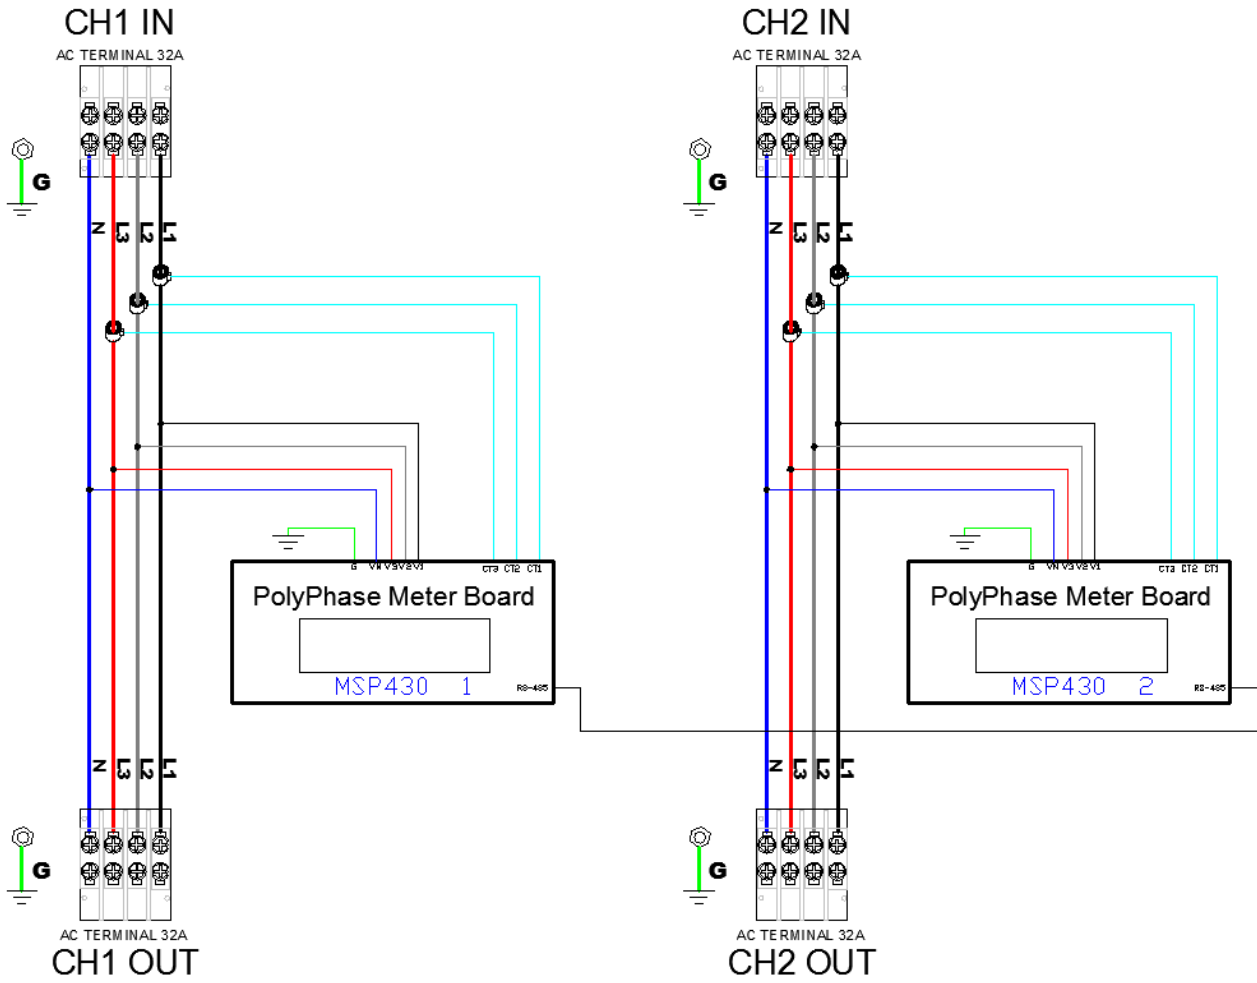 CH1 IN
CH2 IN
AC TERMINAL 32A
AC TERMINAL 32A
G
G
N L3 L2 L1
N L3 L2 L1
G VN V3 V2 V1 CT3 CT2 CT1
G VN V3 V2 V1 CT3 CT2 CT1
PolyPhase Meter Board
PolyPhase Meter Board
MSP430 1 RS-485
MSP430 2 RS-485
N L3 L2 L1
N L3 L2 L1
G
G
AC TERMINAL 32A
AC TERMINAL 32A
CH1 OUT
CH2 OUT